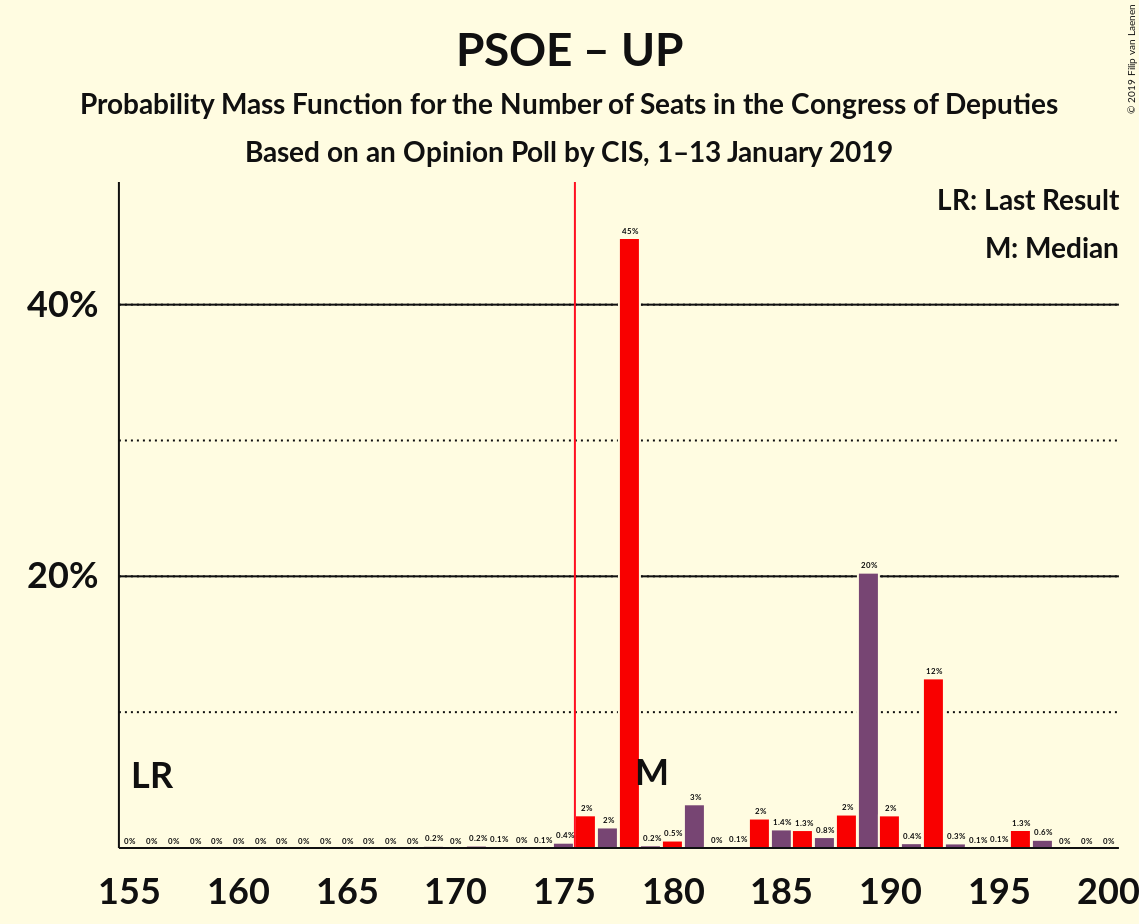 PSOE – UP
Probability Mass Function for the Number of Seats in the Congress of Deputies
Based on an Opinion Poll by CIS, 1–13 January 2019
© 2019 Filip van Laenen
LR: Last Result
M: Median
40%
20%
LR
M
0% 0% 0% 0% 0% 0% 0% 0% 0% 0% 0% 0% 0% 0% 0.2% 0% 0.2% 0.1% 0% 0.1% 0.4% 2% 2% 45% 0.2% 0.5% 3% 0% 0.1% 2% 1.4% 1.3% 0.8% 2% 20% 2% 0.4% 12% 0.3% 0.1% 0.1% 1.3% 0.6% 0% 0% 0%
155 160 165 170 175 180 185 190 195 200